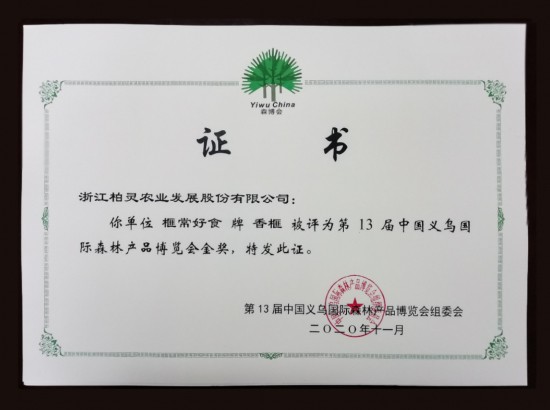 Yiwu China
森博会
证 书
浙江柏灵农业发展股份有限公司：
你单位 榧常好食 牌 香榧 被评为第 13 届中国义乌国
际森林产品博览会金奖，特发此证。
第13届中国义乌国际森林产品博览会组委会
二〇二〇年十一月